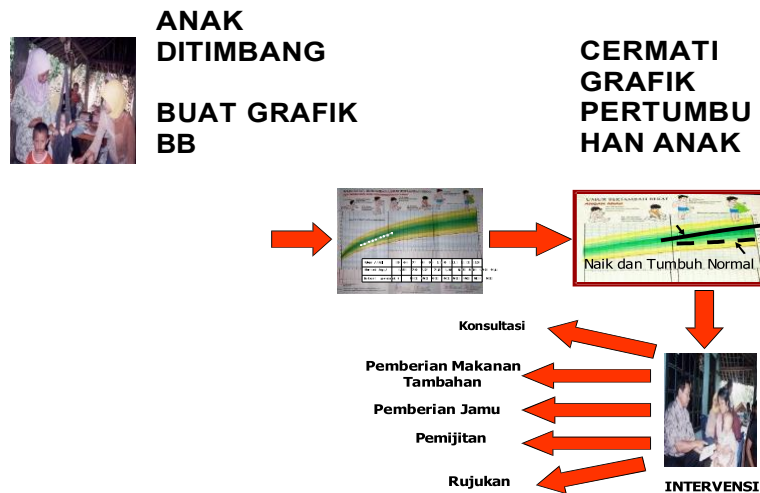 ANAK
DITIMBANG
BUAT GRAFIK
BB
CERMATI
GRAFIK
PERTUMBU
HAN ANAK
Naik dan Tumbuh Normal
Konsultasi
Pemberian Makanan
Tambahan
Pemberian Jamu
Pemijitan
Rujukan
INTERVENSI